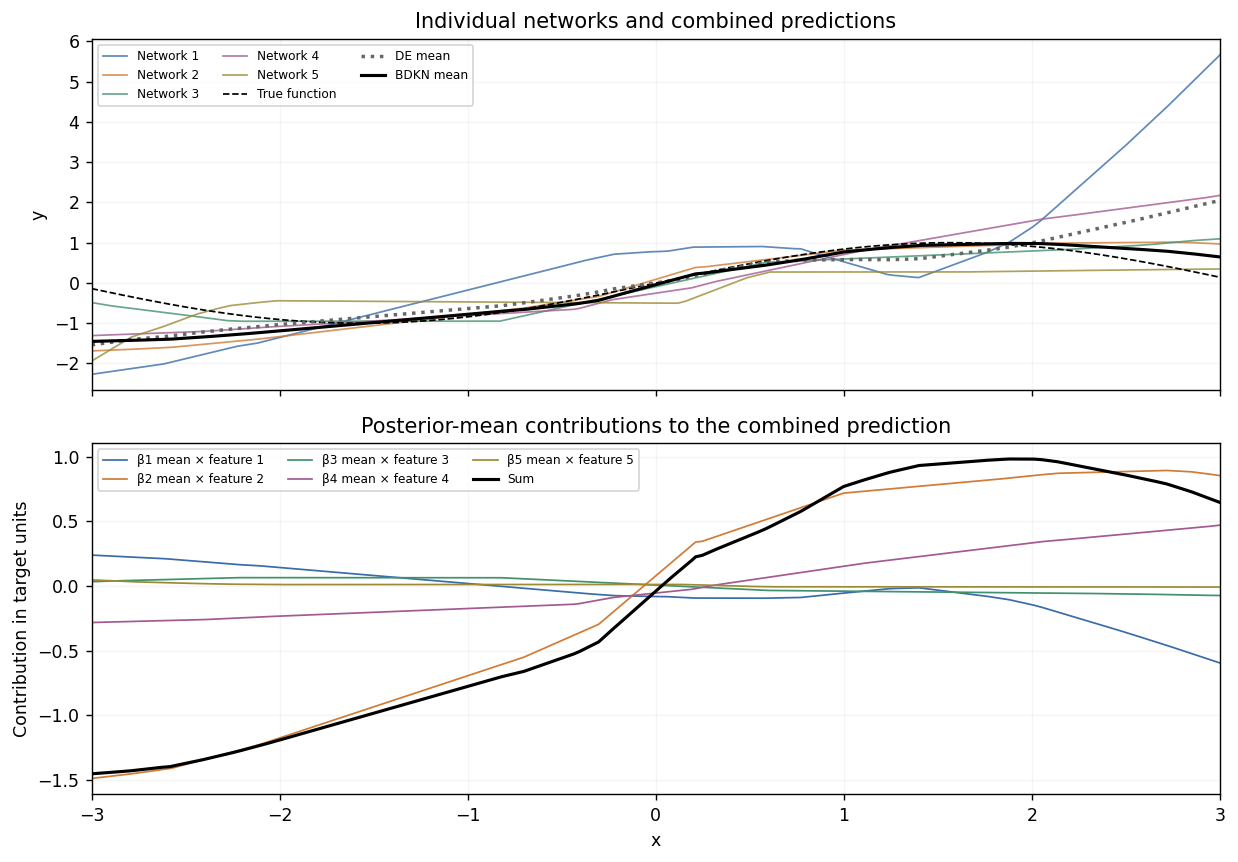 Individual networks and combined predictions
Network 1 Network 4 DE mean
Network 2 Network 5 BDKN mean
Network 3 True function
6
5
4
3
2
1
0
−1
−2
y
Posterior-mean contributions to the combined prediction
β1 mean × feature 1 β3 mean × feature 3 β5 mean × feature 5
β2 mean × feature 2 β4 mean × feature 4 Sum
1.0
0.5
0.0
−0.5
−1.0
−1.5
Contribution in target units
−3 −2 −1 0 1 2 3
x